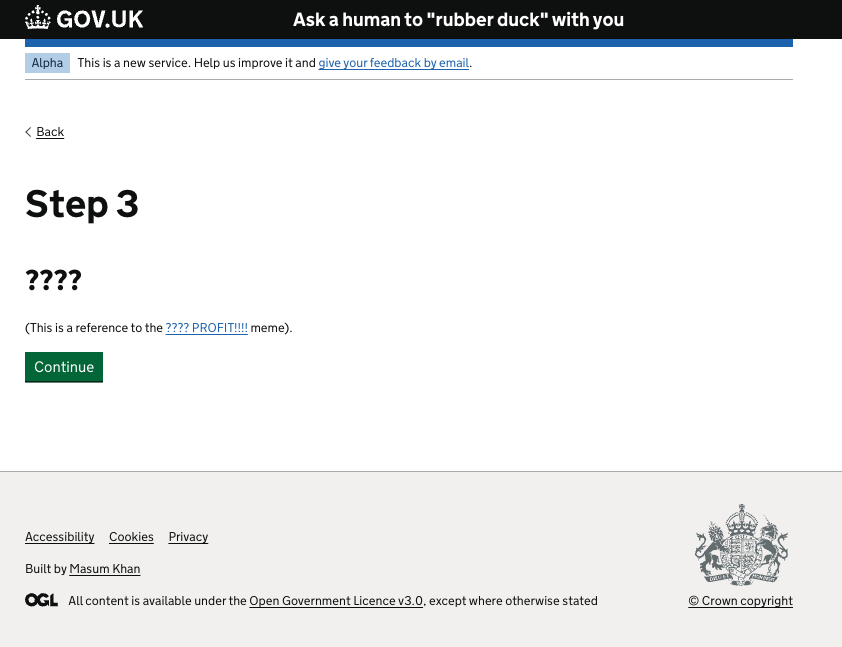 GOV.UK
Ask a human to "rubber duck" with you
Alpha This is a new service. Help us improve it and give your feedback by email.
Back
Step 3
????
(This is a reference to the ???? PROFIT!!!! meme).
Continue
Accessibility Cookies Privacy
Built by Masum Khan
OGL All content is available under the Open Government Licence v3.0, except where otherwise stated
© Crown copyright